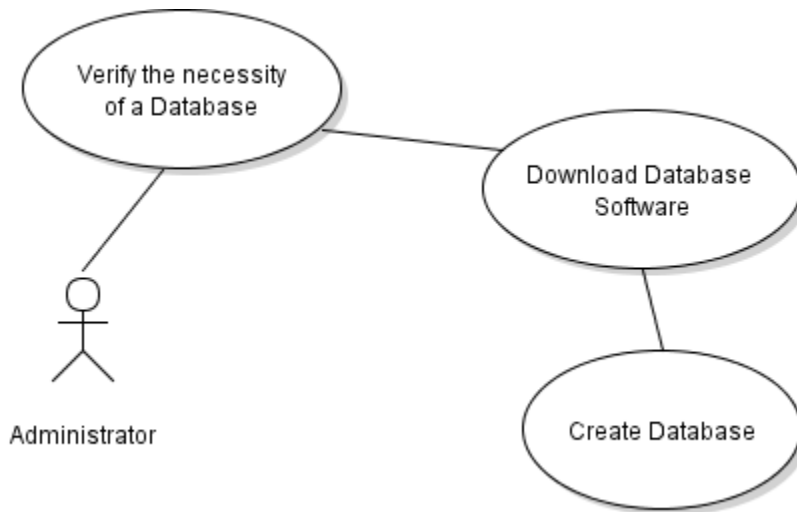 Verify the necessity
of a Database
Download Database
Software
Create Database
Administrator